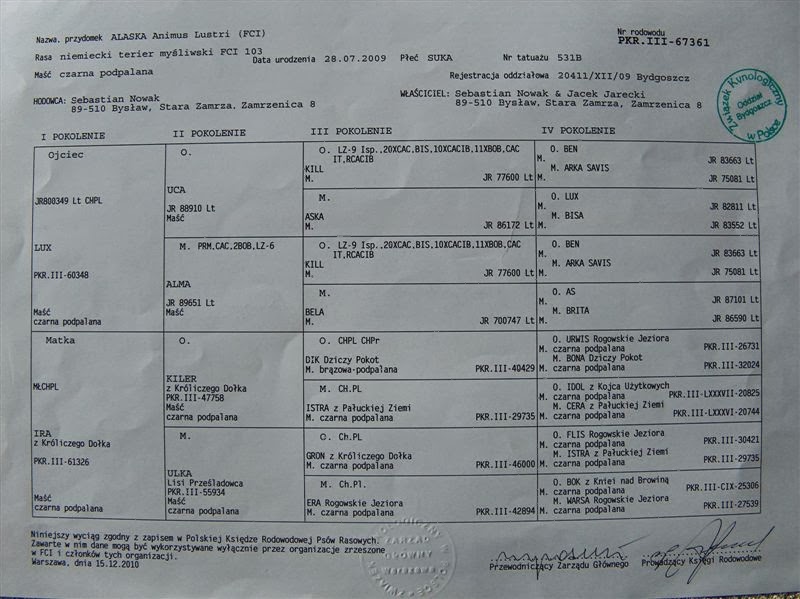 Nazwa, przydomek ALASKA Animus Lustri (FCI)
Nr rodowodu
PKR.III-67361
Rasa niemiecki terier myśliwski FCI 103
Data urodzenia 28.07.2009 Płeć SUKA Nr tatuażu 531B
Maść czarna podpalana
Rejestracja oddziałowa 20411/XII/09 Bydgoszcz
HODOWCA: Sebastian Nowak
89-510 Bysław, Stara Zamrza, Zamrzenica 8
WŁAŚCICIEL: Sebastian Nowak & Jacek Jarecki
89-510 Bysław, Stara Zamrza, Zamrzenica 8
Związek Kynologiczny w Polsce
Oddział
Bydgoszcz
I POKOLENIE II POKOLENIE III POKOLENIE IV POKOLENIE
Ojciec
JR800349 Lt CHPL
LUX
PKR.III-60348
Maść
czarna podpalana
O.
UCA
JR 88910 Lt
Maść
M. PRM,CAC,2BOB,LZ-6
ALMA
JR 89651 Lt
Maść
O. LZ-9 Isp.,20XCAC,BIS,10XCACIB,11XBOB,CAC
IT,RCACIB
KILL
M. JR 77600 Lt
M.
ASKA
M. JR 86172 Lt
O. LZ-9 Isp.,20XCAC,BIS,10XCACIB,11XBOB,CAC
IT,RCACIB
KILL
M. JR 77600 Lt
M.
BELA
M. JR 700747 Lt
O. BEN
M. JR 83663 Lt
M. ARKA SAVIS
M. JR 75081 Lt
O. LUX
M. JR 82811 Lt
M. BISA
M. JR 83552 Lt
O. BEN
M. JR 83663 Lt
M. ARKA SAVIS
M. JR 75081 Lt
O. AS
M. JR 87101 Lt
M. BRITA
M. JR 86590 Lt
Matka
MŁCHPL
IRA
z Króliczego Dołka
PKR.III-61326
Maść
czarna podpalana
O.
KILER
z Króliczego Dołka
PKR.III-47758
Maść
czarna podpalana
M.
ULKA
Lisi Prześladowca
PKR.III-55934
Maść
czarna podpalana
O. CHPL CHPr
DIK Dziczy Pokot
M. brązowa-podpalana PKR.III-40429
M. CH.PL
ISTRA z Pałuckiej Ziemi
M. czarna podpalana PKR.III-29735
O. Ch.PL
GRON z Króliczego Dołka
M. czarna podpalana PKR.III-46000
M. Ch.Pl.
ERA Rogowskie Jeziora
M. czarna podpalana PKR.III-42894
O. URWIS Rogowskie Jeziora
M. czarna podpalana PKR.III-26731
M. BONA Dziczy Pokot
M. czarna podpalana PKR.III-32024
O. IDOL z Kojca Użytkowych
M. czarna podpalana PKR.III-LXXXVII-20825
M. CERA z Pałuckiej Ziemi
M. czarna podpalana PKR.III-LXXXVI-20744
O. FLIS Rogowskie Jeziora
M. czarna podpalana PKR.III-30421
M. ISTRA z Pałuckiej Ziemi
M. czarna podpalana PKR.III-29735
O. BOK z Kniei nad Browiną
M. czarna podpalana PKR.III-CIX-25306
M. WARSA Rogowskie Jeziora
M. czarna podpalana PKR.III-27539
Niniejszy wyciąg zgodny z zapisem w Polskiej Księdze Rodowodowej Psów Rasowych.
Zawarte w nim dane mogą być wykorzystywane wyłącznie przez organizacje zrzeszone
w FCI i członków tych organizacji.
Warszawa, dnia 15.12.2010
Przewodniczący Zarządu Głównego
Prowadzący Księgi Rodowodowe